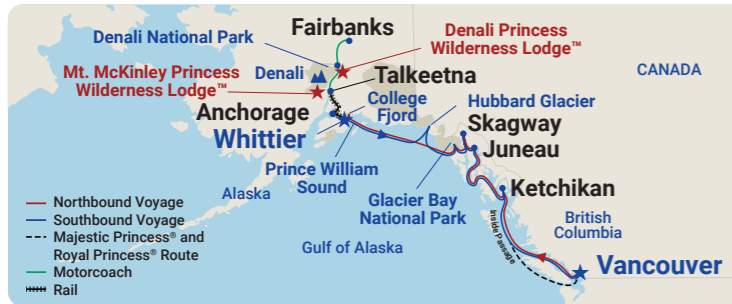 Fairbanks
Denali National Park
Denali Princess
Wilderness Lodge™
Mt. McKinley Princess
Wilderness Lodge™
Denali
Talkeetna
CANADA
College
Fjord
Hubbard Glacier
Anchorage
Whittier
Skagway
Juneau
Prince William
Sound
Glacier Bay
National Park
Ketchikan
Alaska
Gulf of Alaska
Inside Passage
British
Columbia
Vancouver
Northbound Voyage
Southbound Voyage
Majestic Princess® and
Royal Princess® Route
Motorcoach
Rail